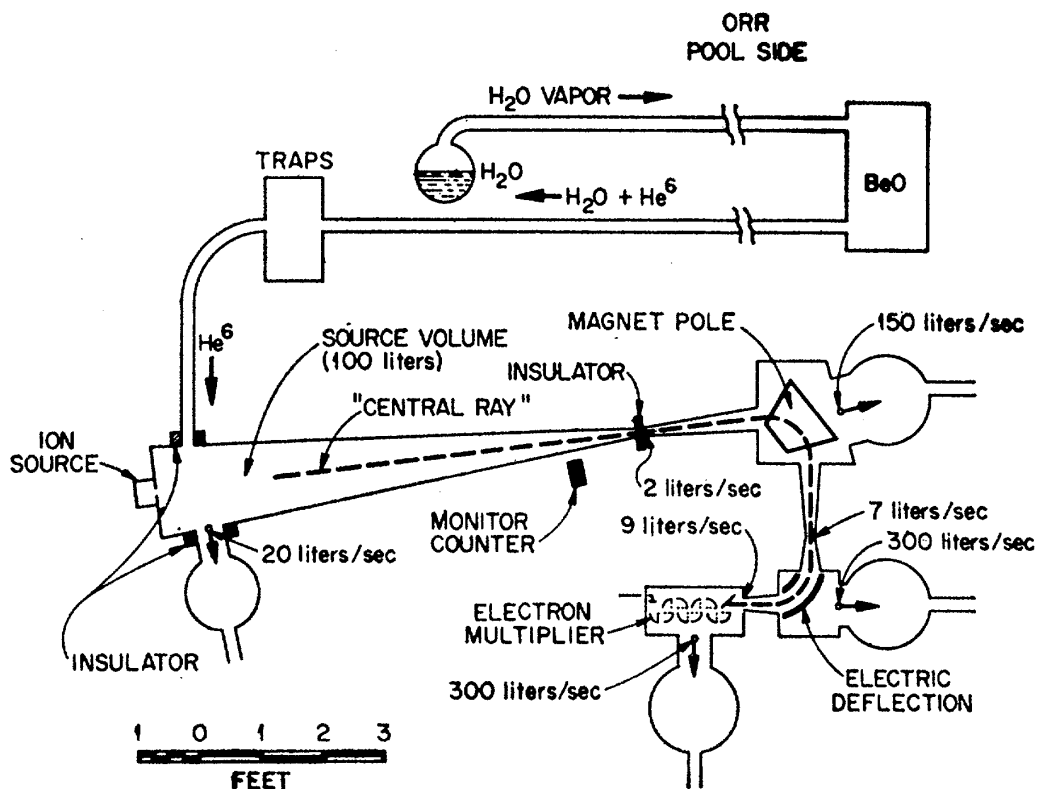 ORR
POOL SIDE
H₂O VAPOR
TRAPS
H₂O
H₂O + He⁶
BeO
He⁶
SOURCE VOLUME
(100 liters)
"CENTRAL RAY"
INSULATOR
MAGNET POLE
150 liters/sec
ION
SOURCE
2 liters/sec
MONITOR
COUNTER
9 liters/sec
7 liters/sec
20 liters/sec
300 liters/sec
ELECTRON
MULTIPLIER
INSULATOR
300 liters/sec
ELECTRIC
DEFLECTION
1 0 1 2 3
FEET